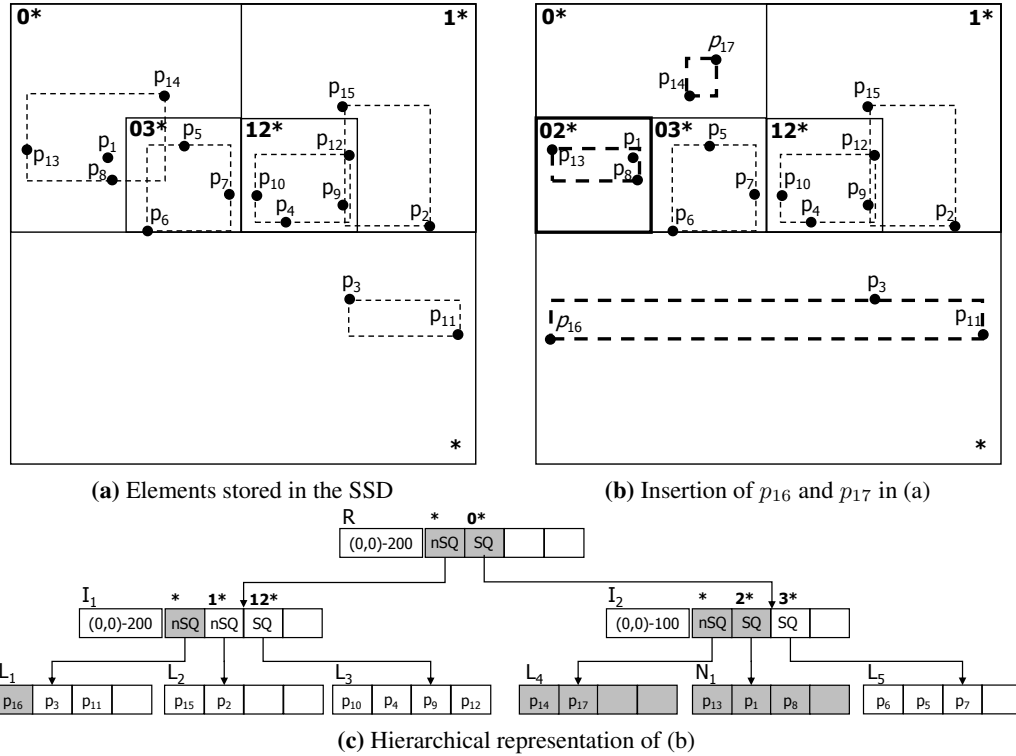 0*
1*
p14
p15
03*
12*
p5
p12
p13
p1
p8
p7
p10
p9
p4
p6
p2
p3
p11
*
(a) Elements stored in the SSD
0*
1*
p17
p14
p15
02*
03*
12*
p5
p12
p13
p1
p8
p7
p10
p9
p4
p6
p2
p3
p16
p11
*
(b) Insertion of p16 and p17 in (a)
R * 0*
(0,0)-200 nSQ SQ
I1 * 1* 12*
(0,0)-200 nSQ nSQ SQ
I2 * 2* 3*
(0,0)-100 nSQ SQ SQ
L1 L2 L3 L4 N1 L5
p16 p3 p11
p15 p2
p10 p4 p9 p12
p14 p17
p13 p1 p8
p6 p5 p7
(c) Hierarchical representation of (b)